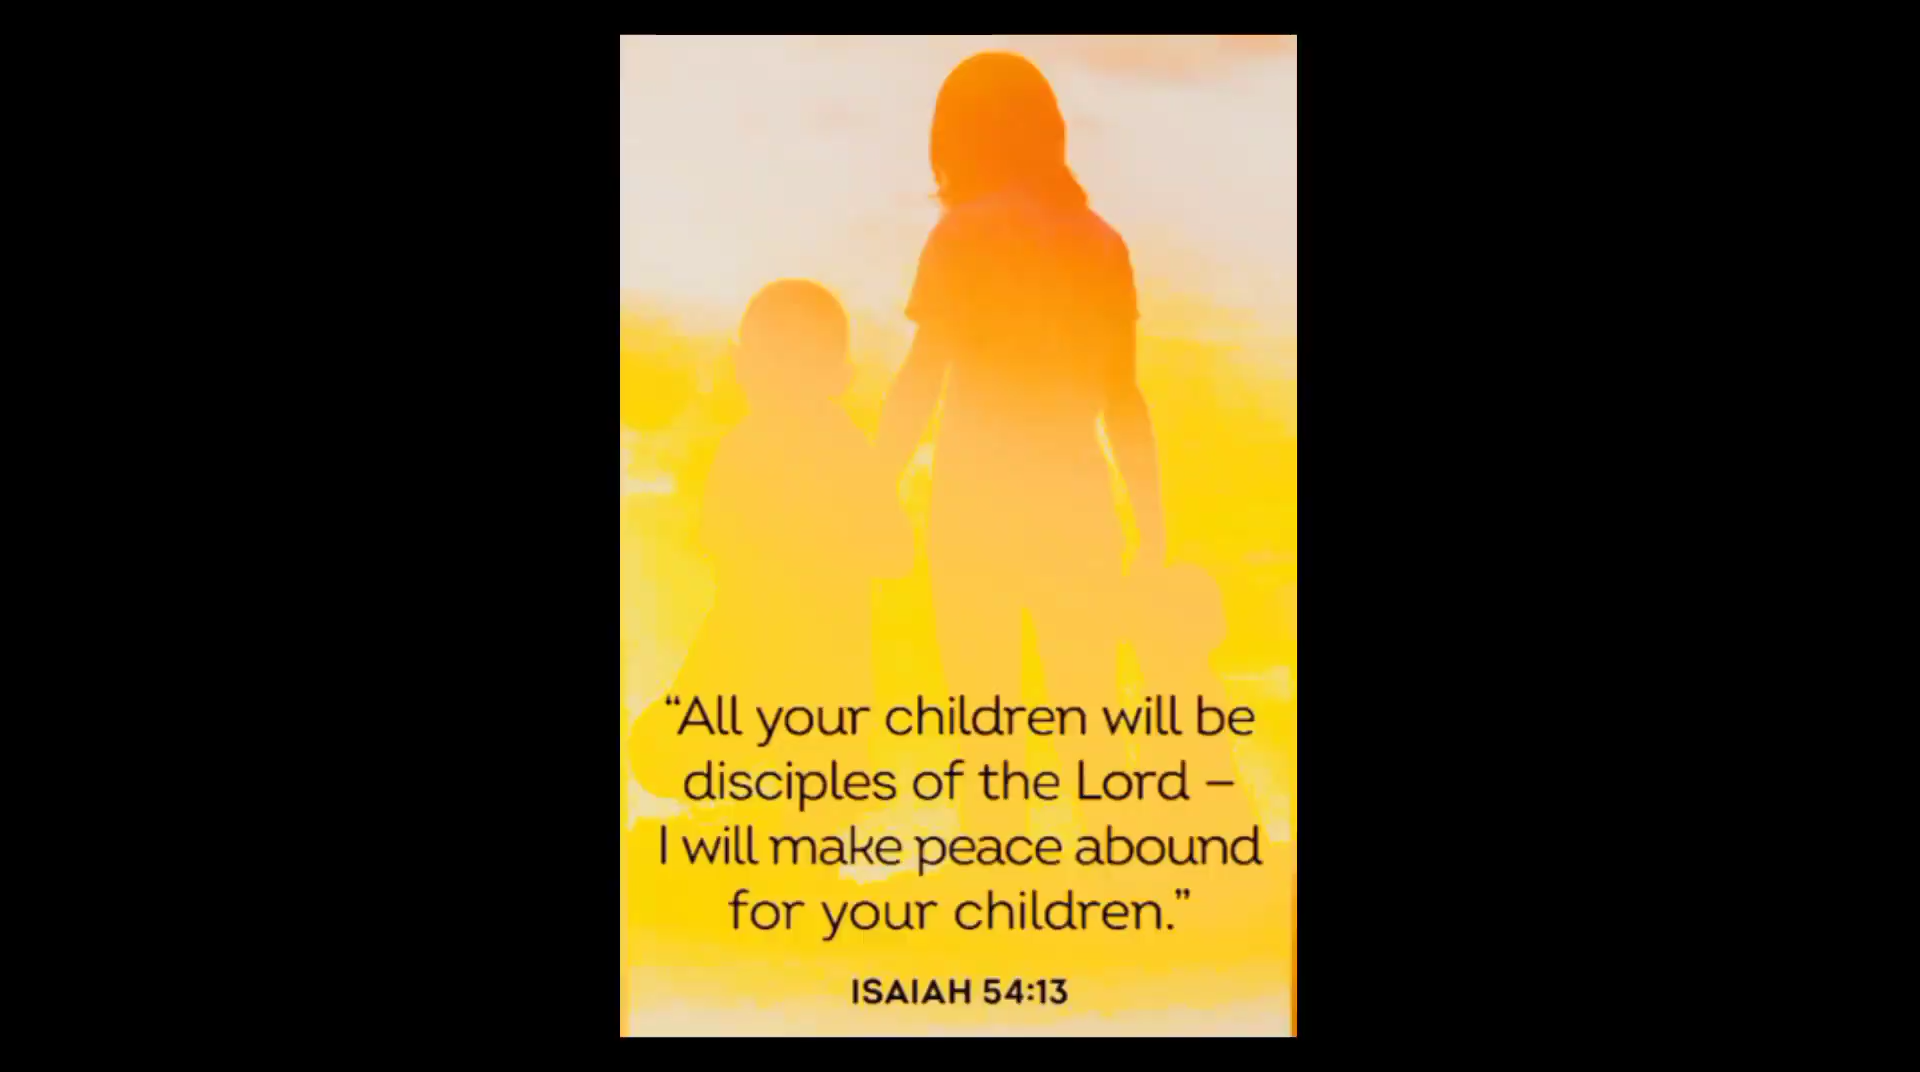 “All your children will be
disciples of the Lord –
I will make peace abound
for your children.”
ISAIAH 54:13